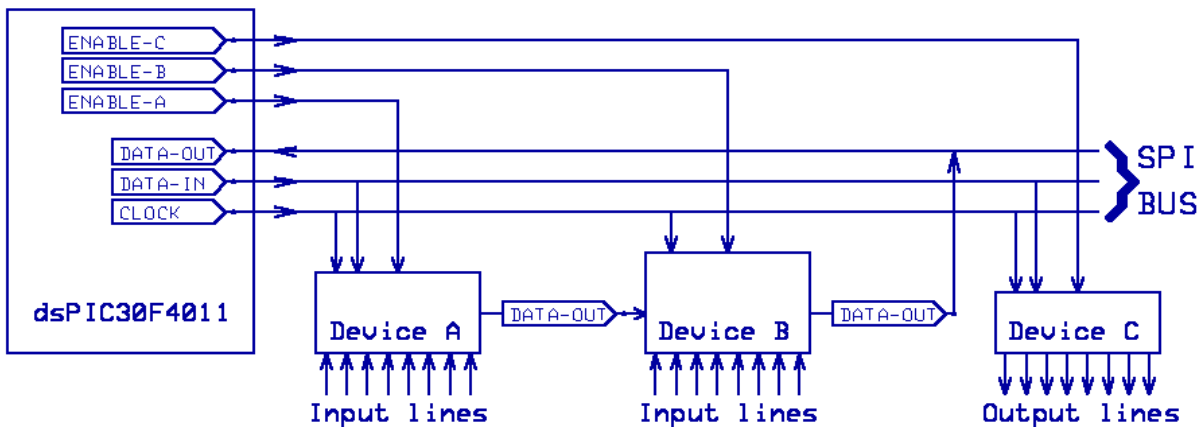 ENABLE-C
ENABLE-B
ENABLE-A
DATA-OUT
DATA-IN
CLOCK
SPI
BUS
dsPIC30F4011
Device A
DATA-OUT
Device B
DATA-OUT
Device C
Input lines
Input lines
Output lines